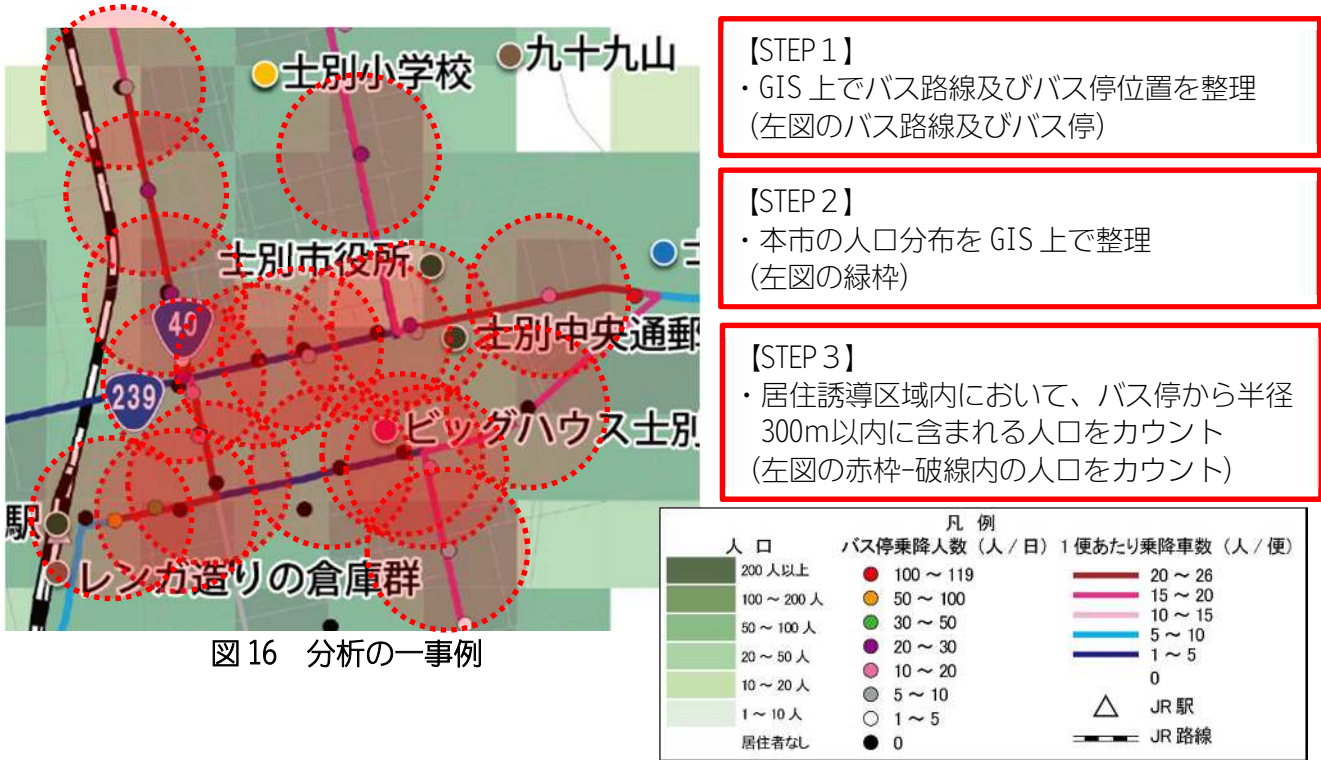 士別小学校
九十九山
士別市役所
40
士別中央通郵
239
ビッグハウス士別
駅
レンガ造りの倉庫群
図 16 分析の一事例
【STEP１】
・GIS 上でバス路線及びバス停位置を整理
(左図のバス路線及びバス停)
【STEP２】
・本市の人口分布を GIS 上で整理
(左図の緑枠)
【STEP３】
・居住誘導区域内において、バス停から半径
300m以内に含まれる人口をカウント
(左図の赤枠-破線内の人口をカウント)
凡 例
人 口
200 人以上
100 ～ 200 人
50 ～ 100 人
20 ～ 50 人
10 ～ 20 人
1 ～ 10 人
居住者なし
バス停乗降人数（人 / 日）
100 ～ 119
50 ～ 100
30 ～ 50
20 ～ 30
10 ～ 20
5 ～ 10
1 ～ 5
0
1 便あたり乗降車数（人 / 便）
20 ～ 26
15 ～ 20
10 ～ 15
5 ～ 10
1 ～ 5
0
JR 駅
JR 路線